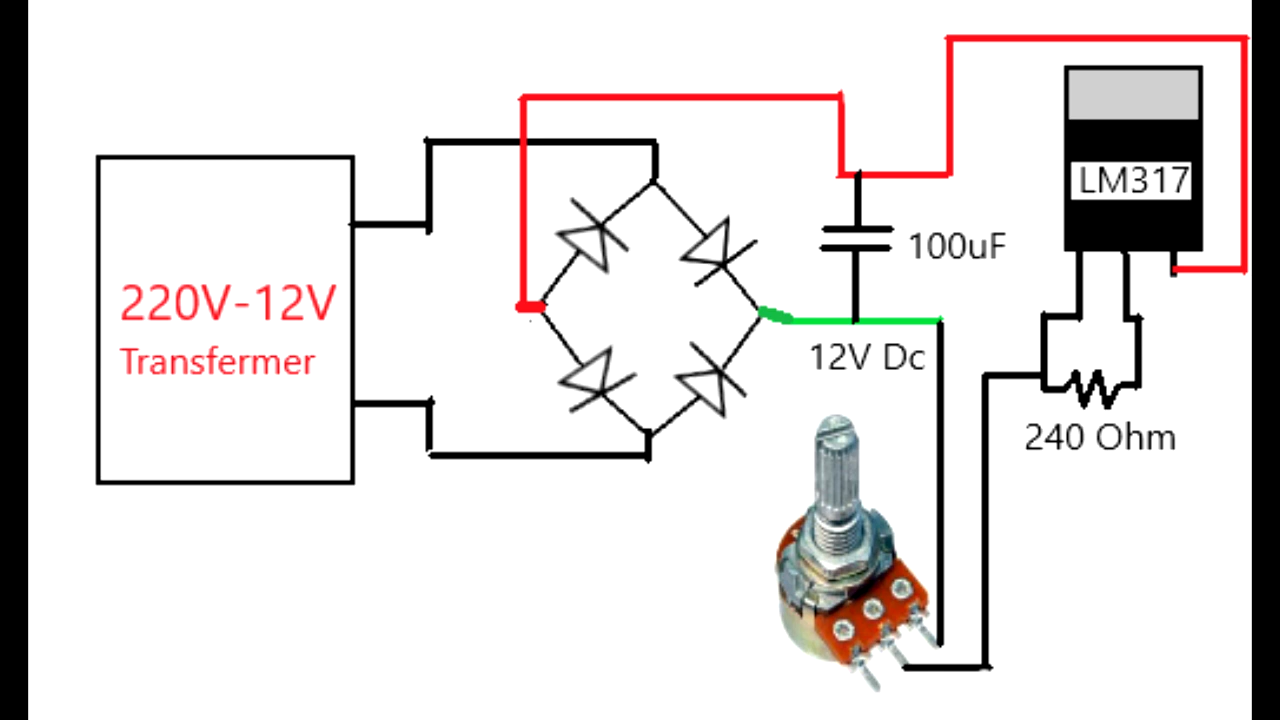 220V-12V
Transfermer
100uF
12V Dc
LM317
240 Ohm